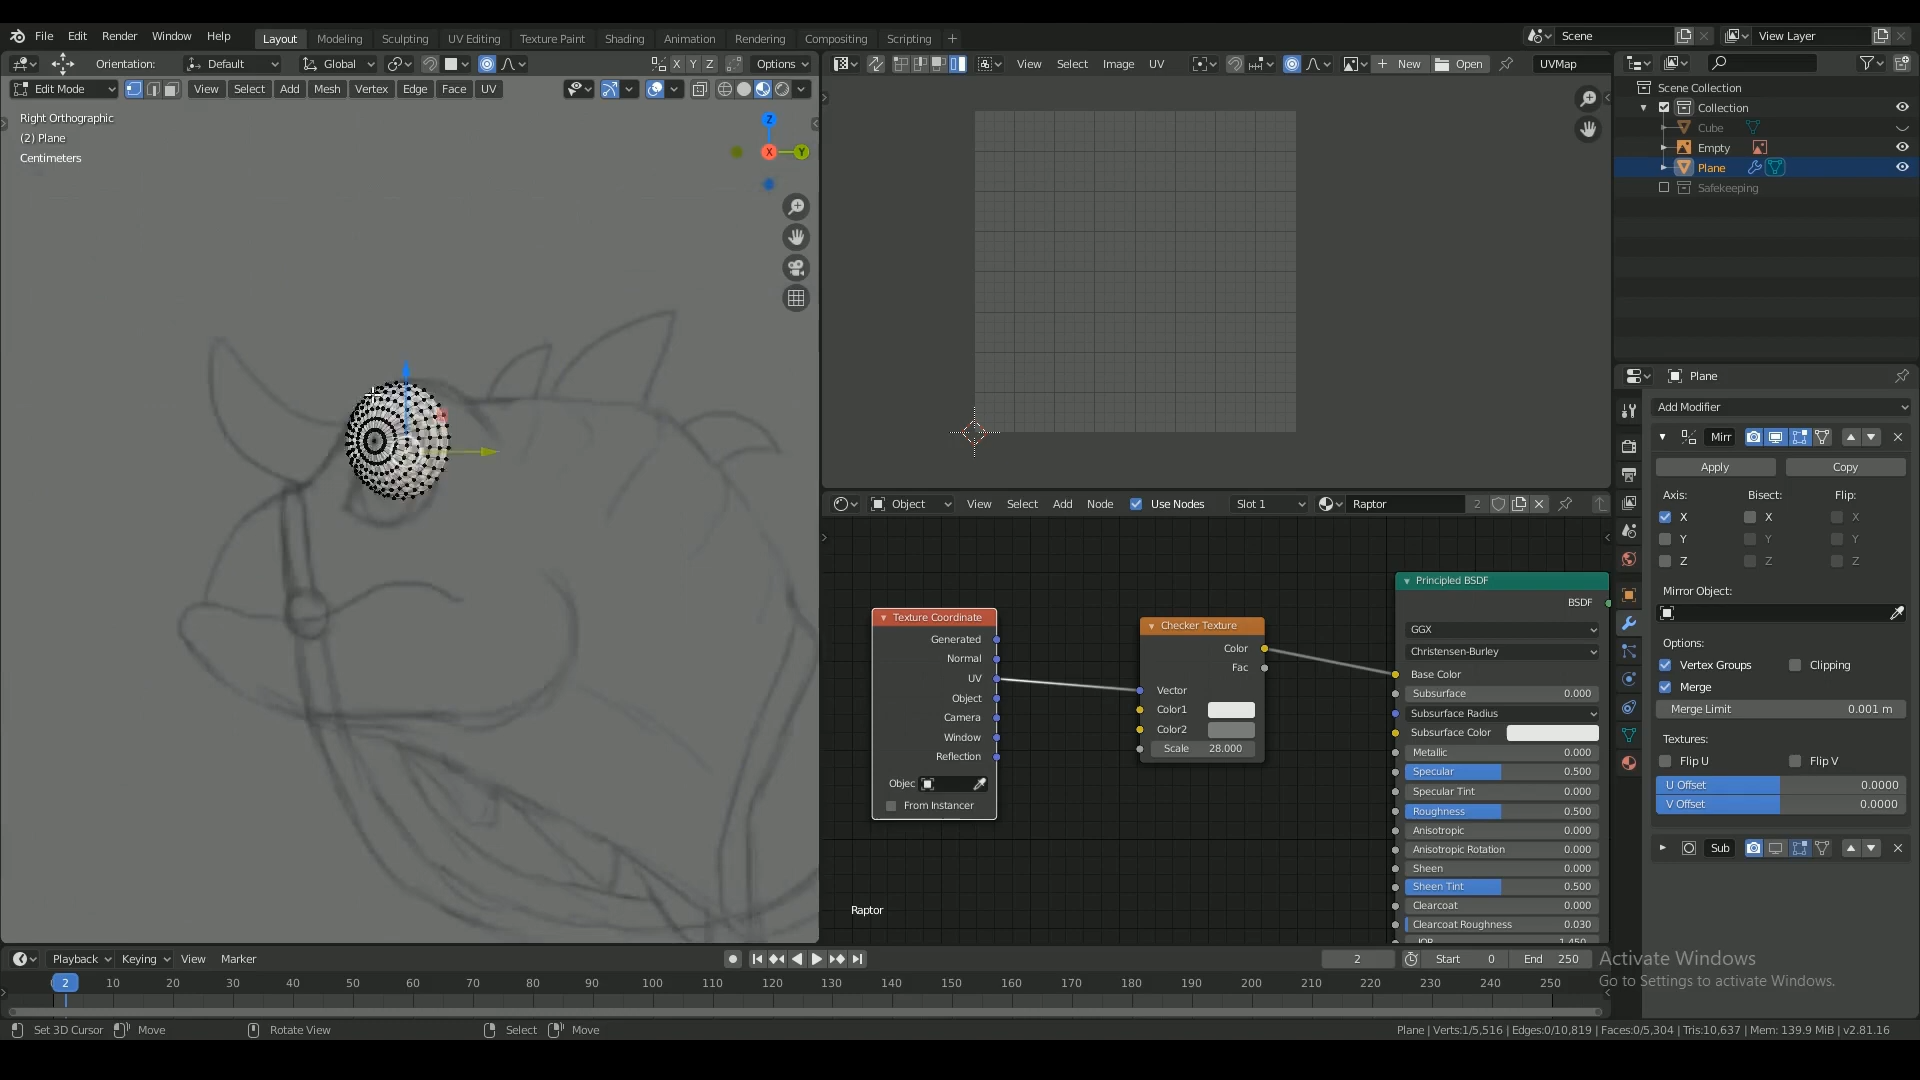 File Edit Render Window Help Layout Modeling Sculpting UV Editing Texture Paint Shading Animation Rendering Compositing Scripting + Scene View Layer
Orientation: Default Global X Y Z Options View Select Image UV New Open UVMap
Edit Mode View Select Add Mesh Vertex Edge Face UV
Scene Collection
Collection
Cube
Empty
Plane
Safekeeping
Right Orthographic
(2) Plane
Centimeters
Z
X
Y
Plane
Add Modifier
Mirr
Apply Copy
Axis: Bisect: Flip:
X X X
Y Y Y
Z Z Z
Mirror Object:
Options:
Vertex Groups Clipping
Merge
Merge Limit 0.001 m
Textures:
Flip U Flip V
U Offset 0.0000
V Offset 0.0000
Sub
Object View Select Add Node Use Nodes Slot 1 Raptor 2
Texture Coordinate
Generated
Normal
UV
Object
Camera
Window
Reflection
Objec
From Instancer
Checker Texture
Color
Fac
Vector
Color1
Color2
Scale 28.000
Principled BSDF
BSDF
GGX
Christensen-Burley
Base Color
Subsurface 0.000
Subsurface Radius
Subsurface Color
Metallic 0.000
Specular 0.500
Specular Tint 0.000
Roughness 0.500
Anisotropic 0.000
Anisotropic Rotation 0.000
Sheen 0.000
Sheen Tint 0.500
Clearcoat 0.000
Clearcoat Roughness 0.030
IOR 1.450
Raptor
Playback Keying View Marker 2 Start 0 End 250
2 10 20 30 40 50 60 70 80 90 100 110 120 130 140 150 160 170 180 190 200 210 220 230 240 250
Activate Windows
Go to Settings to activate Windows.
Set 3D Cursor Move Rotate View Select Move Plane | Verts:1/5,516 | Edges:0/10,819 | Faces:0/5,304 | Tris:10,637 | Mem: 139.9 MiB | v2.81.16